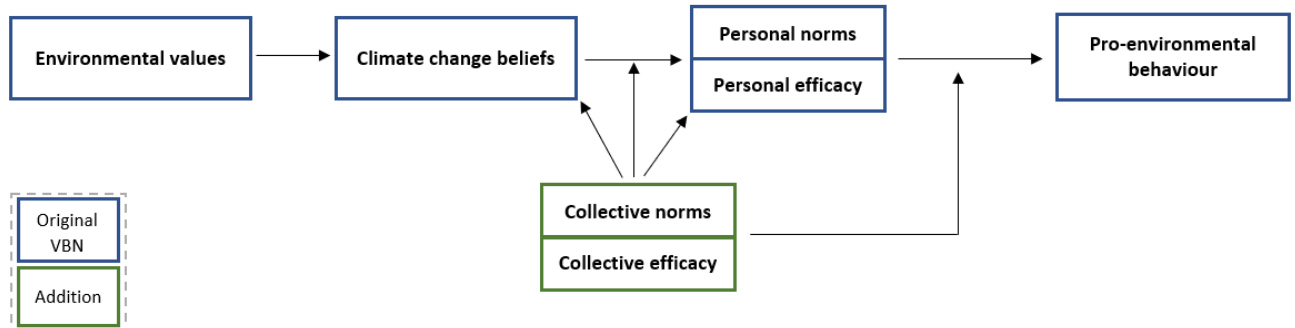 Environmental values
Climate change beliefs
Personal norms
Personal efficacy
Pro-environmental
behaviour
Collective norms
Collective efficacy
Original
VBN
Addition